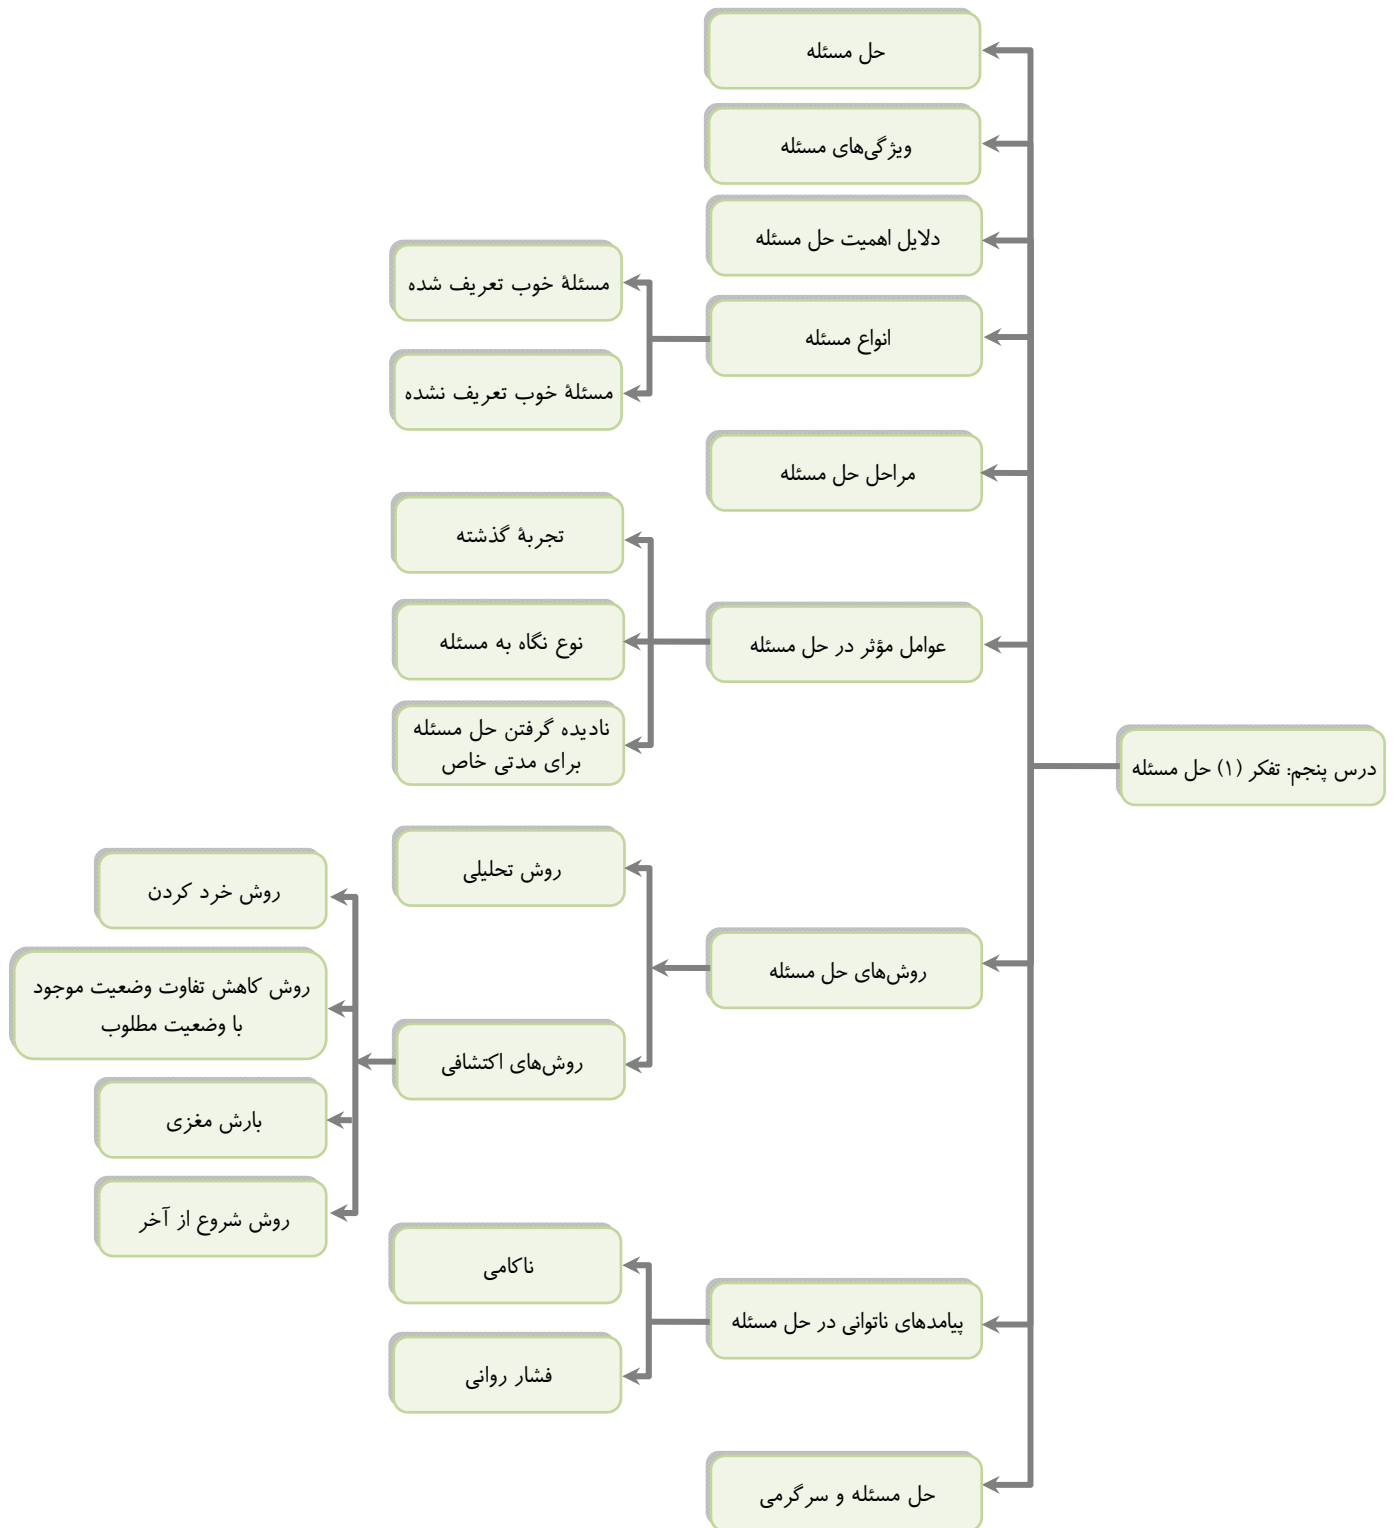 درس پنجم: تفکر (۱) حل مسئله
حل مسئله
ویژگی‌های مسئله
دلایل اهمیت حل مسئله
انواع مسئله
مسئلهٔ خوب تعریف شده
مسئلهٔ خوب تعریف نشده
مراحل حل مسئله
عوامل مؤثر در حل مسئله
تجربهٔ گذشته
نوع نگاه به مسئله
نادیده گرفتن حل مسئله
برای مدتی خاص
روش‌های حل مسئله
روش تحلیلی
روش‌های اکتشافی
روش خرد کردن
روش کاهش تفاوت وضعیت موجود
با وضعیت مطلوب
بارش مغزی
روش شروع از آخر
پیامدهای ناتوانی در حل مسئله
ناکامی
فشار روانی
حل مسئله و سرگرمی